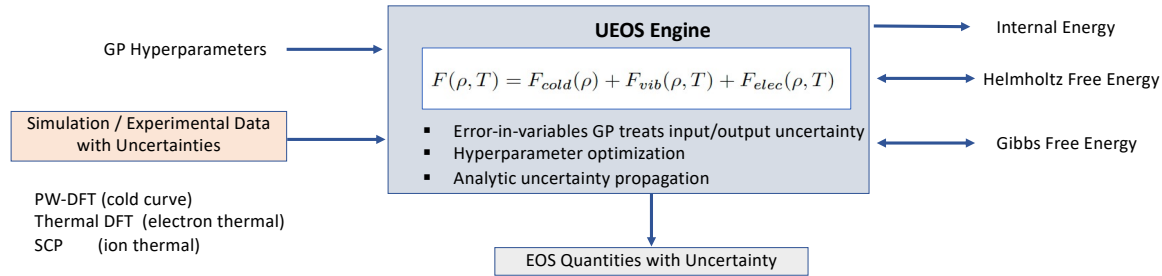 UEOS Engine
GP Hyperparameters
F(ρ, T) = F_cold(ρ) + F_vib(ρ, T) + F_elec(ρ, T)
Internal Energy
Helmholtz Free Energy
Gibbs Free Energy
Simulation / Experimental Data
with Uncertainties
▪ Error-in-variables GP treats input/output uncertainty
▪ Hyperparameter optimization
▪ Analytic uncertainty propagation
PW-DFT (cold curve)
Thermal DFT (electron thermal)
SCP (ion thermal)
EOS Quantities with Uncertainty